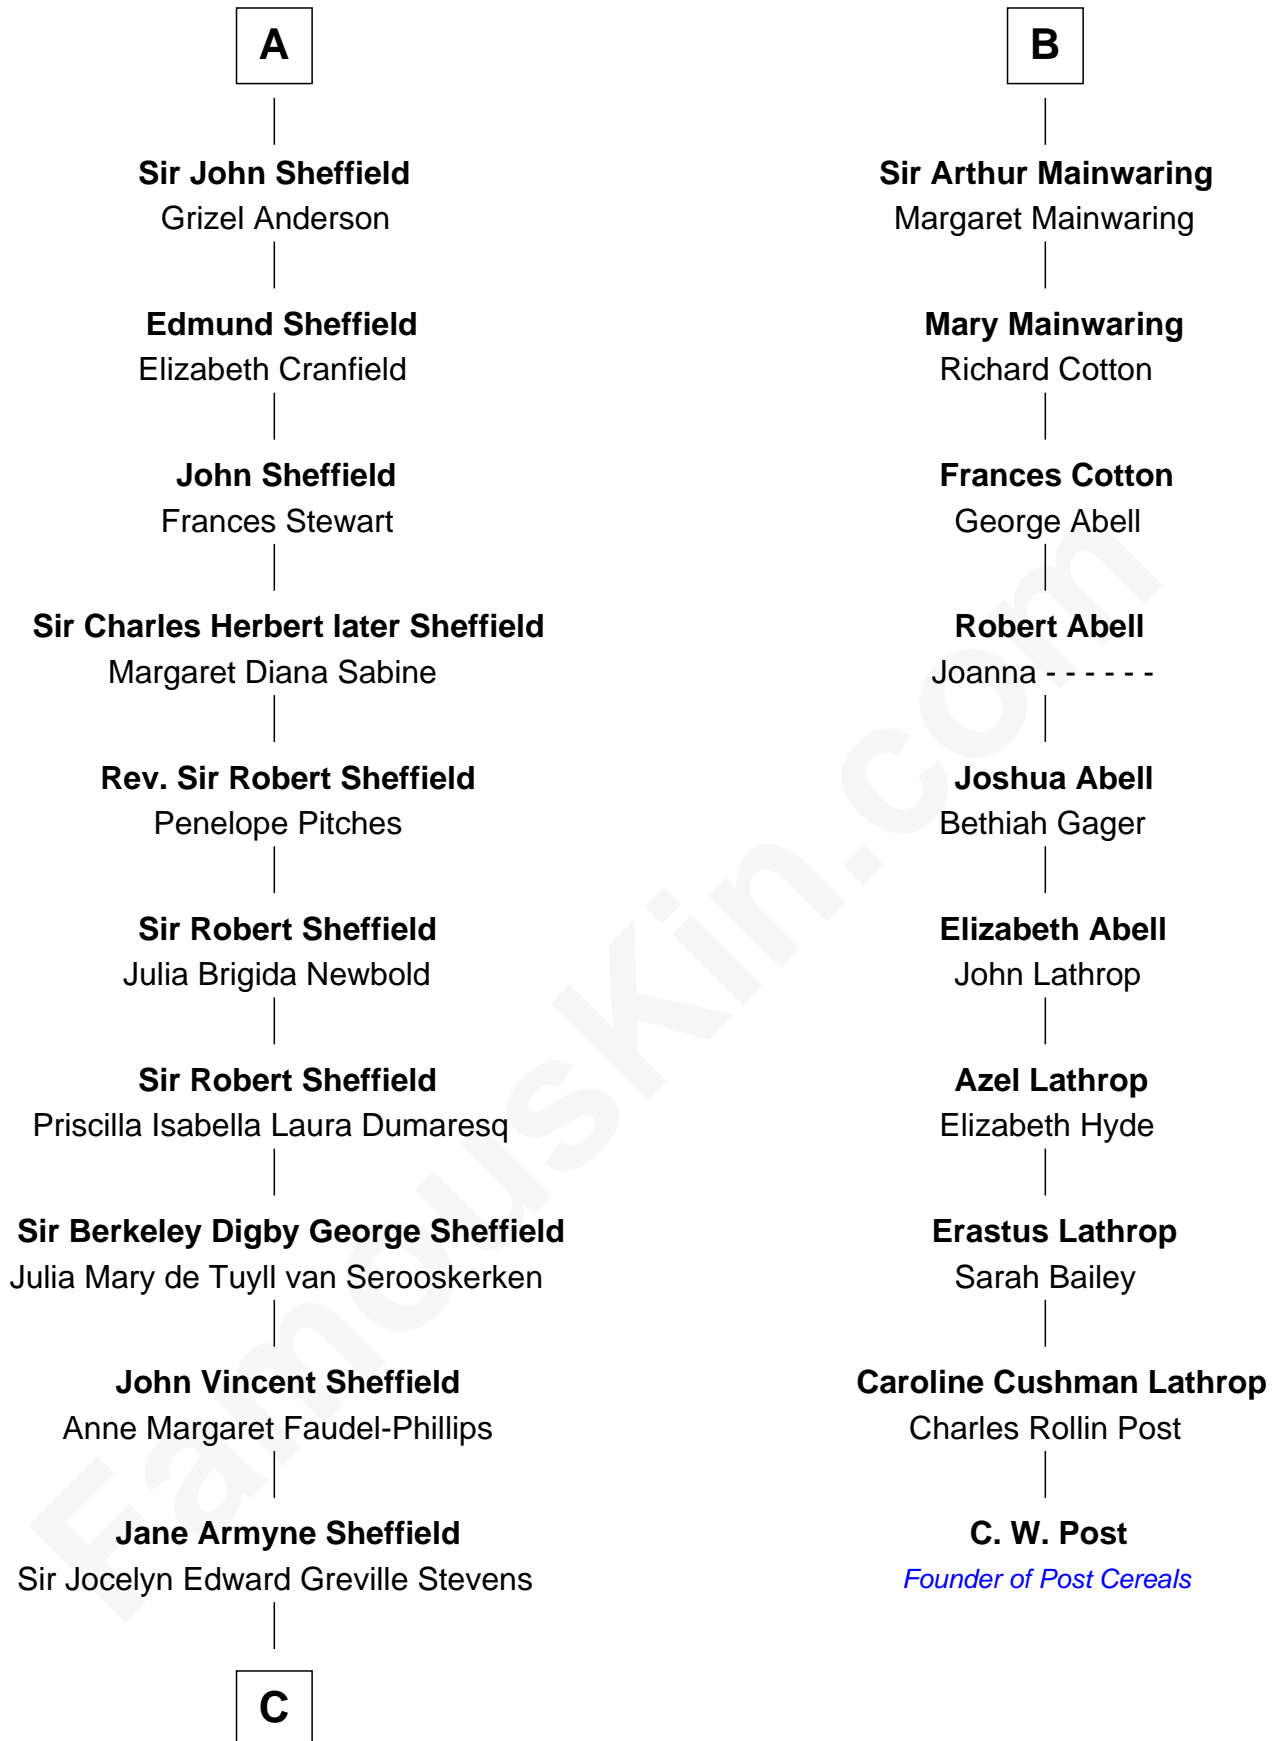 A
Sir John Sheffield
Grizel Anderson
Edmund Sheffield
Elizabeth Cranfield
John Sheffield
Frances Stewart
Sir Charles Herbert later Sheffield
Margaret Diana Sabine
Rev. Sir Robert Sheffield
Penelope Pitches
Sir Robert Sheffield
Julia Brigida Newbold
Sir Robert Sheffield
Priscilla Isabella Laura Dumaresq
Sir Berkeley Digby George Sheffield
Julia Mary de Tuyll van Serooskerken
John Vincent Sheffield
Anne Margaret Faudel-Phillips
Jane Armyne Sheffield
Sir Jocelyn Edward Greville Stevens
C
B
Sir Arthur Mainwaring
Margaret Mainwaring
Mary Mainwaring
Richard Cotton
Frances Cotton
George Abell
Robert Abell
Joanna - - - - - -
Joshua Abell
Bethiah Gager
Elizabeth Abell
John Lathrop
Azel Lathrop
Elizabeth Hyde
Erastus Lathrop
Sarah Bailey
Caroline Cushman Lathrop
Charles Rollin Post
C. W. Post
Founder of Post Cereals
FamousKin.com